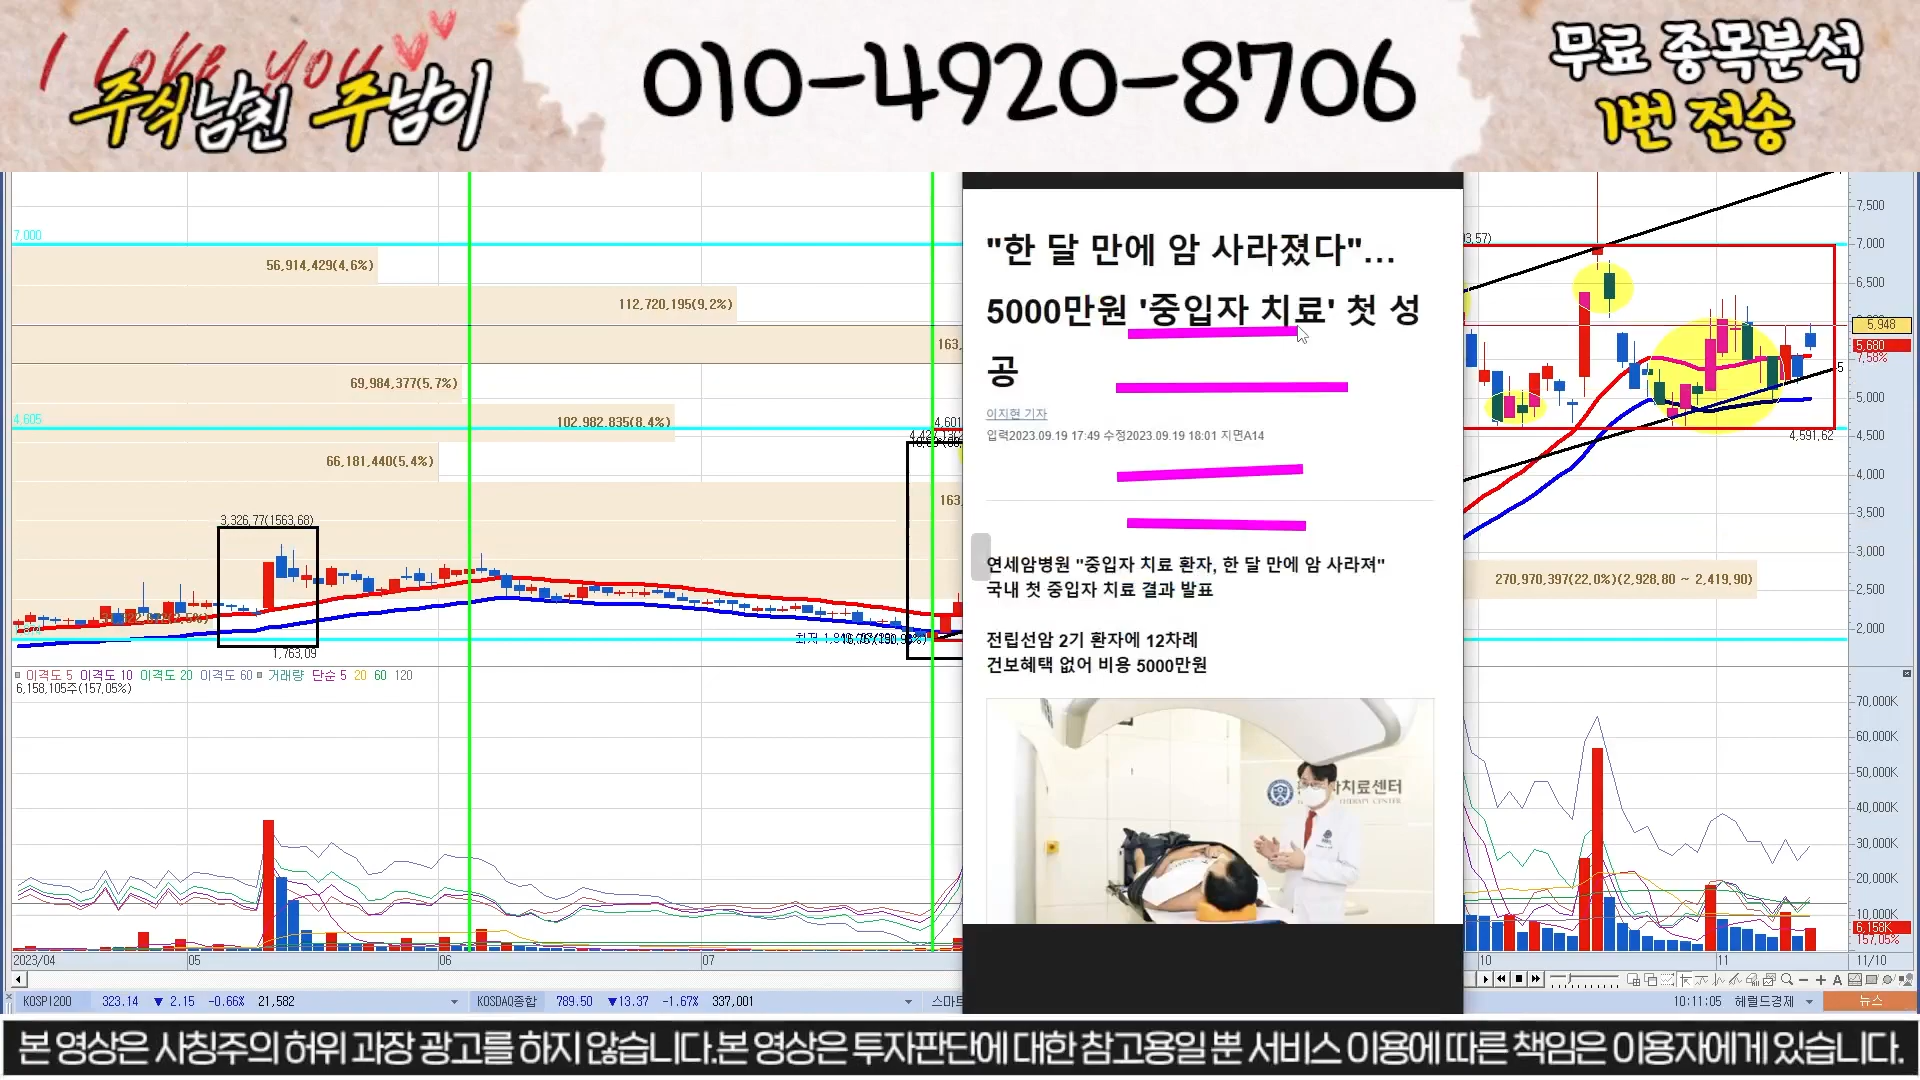 I love you
주식남친 주남이
010-4920-8706
무료 종목분석
1번 전송
7,000
56,914,429(4,6%)
112,720,195(9,2%)
163,
69,984,377(5,7%)
4,605
102,982,835(8,4%)
66,181,440(5,4%)
163,
4,601
3,326,77(1563,68)
1,763,09
이격도 5 이격도 10 이격도 20 이격도 60 거래량 단순 5 20 60 120
6,158,105주(157,05%)
2023/04
05
06
07
"한 달 만에 암 사라졌다"...
5000만원 '중입자 치료' 첫 성
공
이지현 기자
입력2023.09.19 17:49 수정2023.09.19 18:01 지면A14
연세암병원 "중입자 치료 환자, 한 달 만에 암 사라져"
국내 첫 중입자 치료 결과 발표
전립선암 2기 환자에 12차례
건보혜택 없어 비용 5000만원
자치료센터
THERAPY CENTER
93,57)
7,500
7,000
6,500
5,948
5,680
7,58%
5
5,000
4,591,62
4,500
4,000
3,500
3,000
270,970,397(22,0%)(2,928,80 ~ 2,419,90)
2,500
2,000
70,000K
60,000K
50,000K
40,000K
30,000K
20,000K
10,000K
6,158K
157,05%
10
11
11/10
A
KOSPI200 323.14 ▼ 2.15 -0.66% 21,582
KOSDAQ종합 789.50 ▼13.37 -1.67% 337,001
스마트
10:11:05 헤럴드경제
뉴스
본 영상은 사칭주의 허위 과장 광고를 하지 않습니다.본 영상은 투자판단에 대한 참고용일 뿐 서비스 이용에 따른 책임은 이용자에게 있습니다.